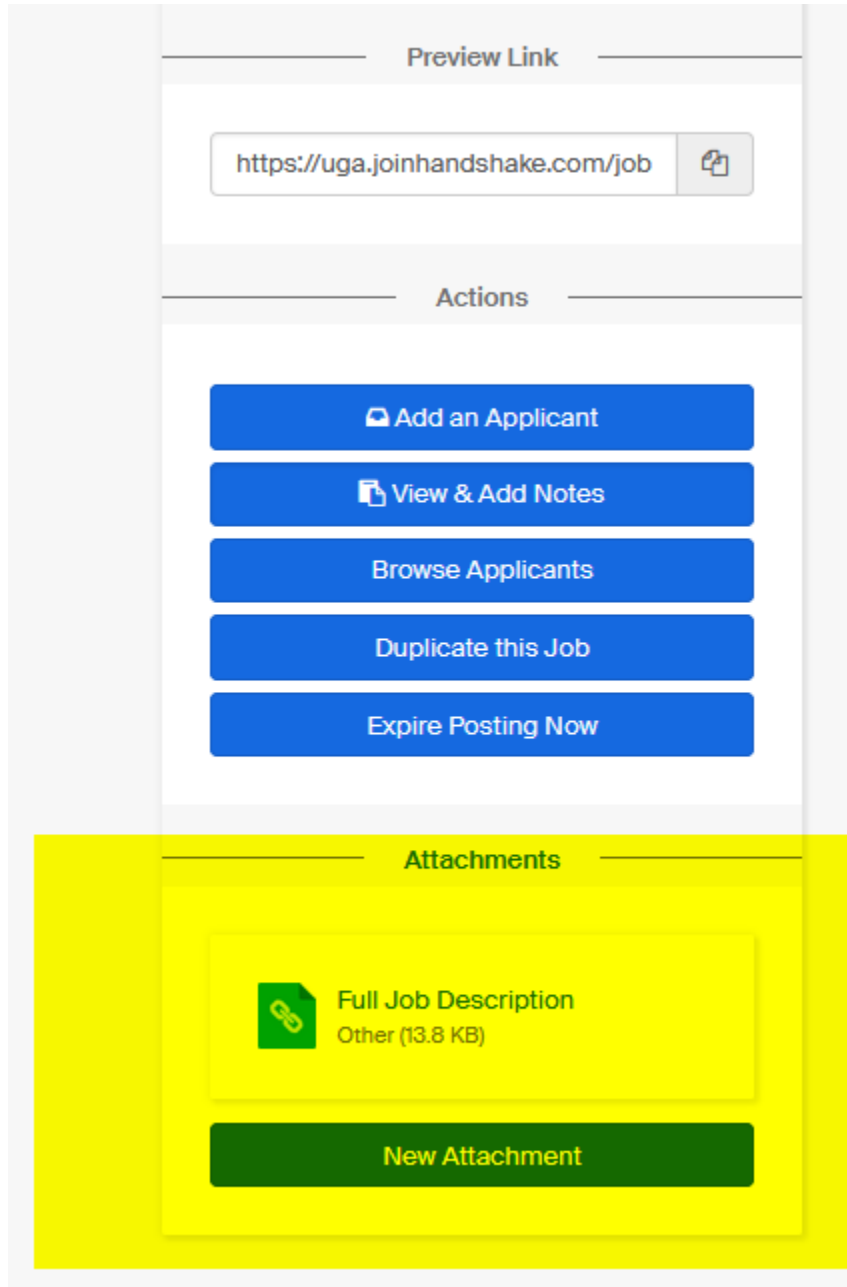 Preview Link
https://uga.joinhandshake.com/job
Actions
Add an Applicant
View & Add Notes
Browse Applicants
Duplicate this Job
Expire Posting Now
Attachments
Full Job Description
Other (13.8 KB)
New Attachment